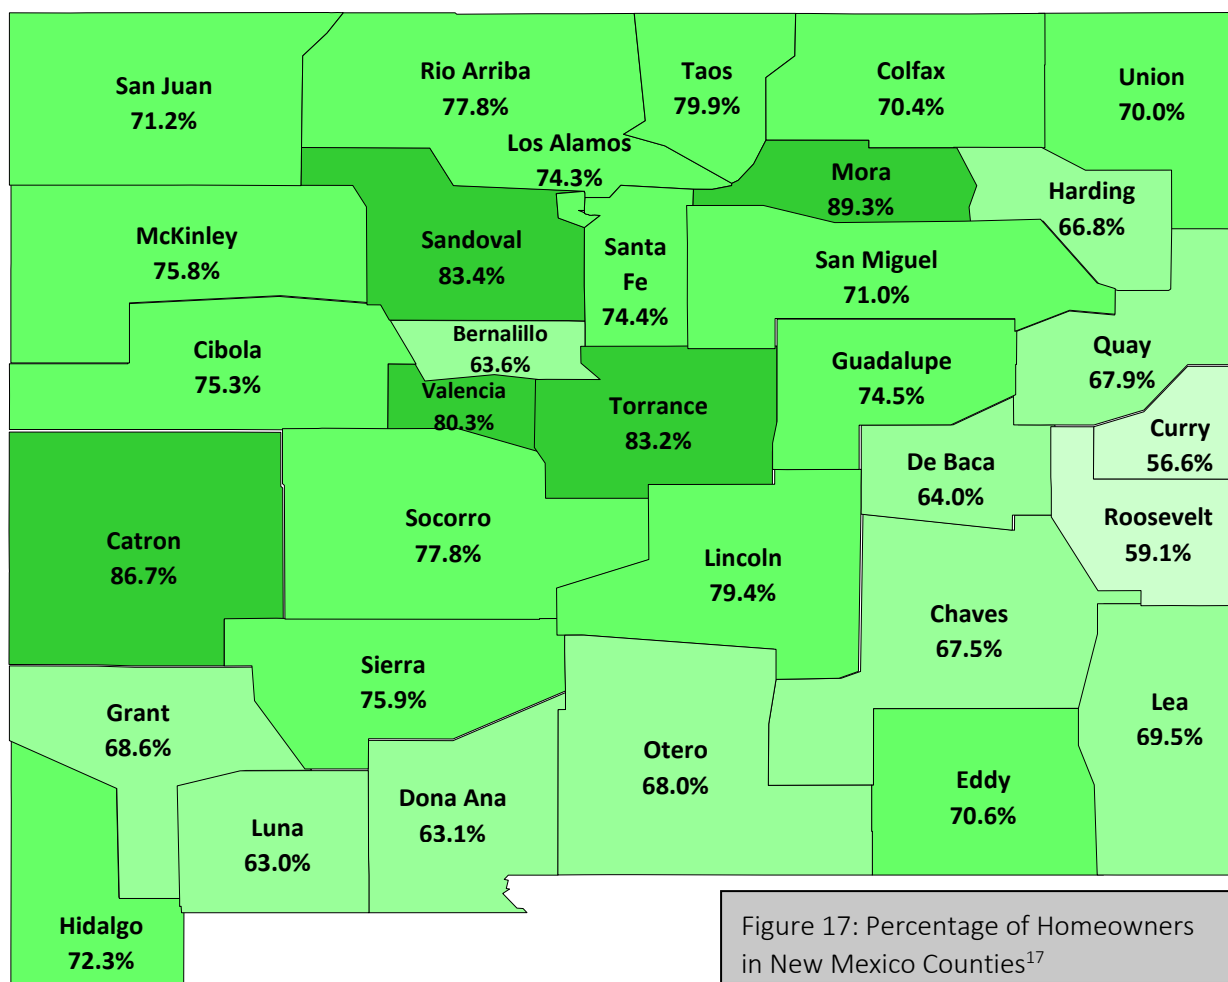 San Juan
71.2%
Rio Arriba
77.8%
Taos
79.9%
Colfax
70.4%
Union
70.0%
Los Alamos
74.3%
Mora
89.3%
Harding
66.8%
McKinley
75.8%
Sandoval
83.4%
Santa
Fe
74.4%
San Miguel
71.0%
Bernalillo
63.6%
Cibola
75.3%
Guadalupe
74.5%
Quay
67.9%
Valencia
80.3%
Torrance
83.2%
Curry
56.6%
De Baca
64.0%
Catron
86.7%
Socorro
77.8%
Roosevelt
59.1%
Lincoln
79.4%
Chaves
67.5%
Sierra
75.9%
Grant
68.6%
Lea
69.5%
Otero
68.0%
Eddy
70.6%
Dona Ana
63.1%
Luna
63.0%
Hidalgo
72.3%
Figure 17: Percentage of Homeowners
in New Mexico Counties17